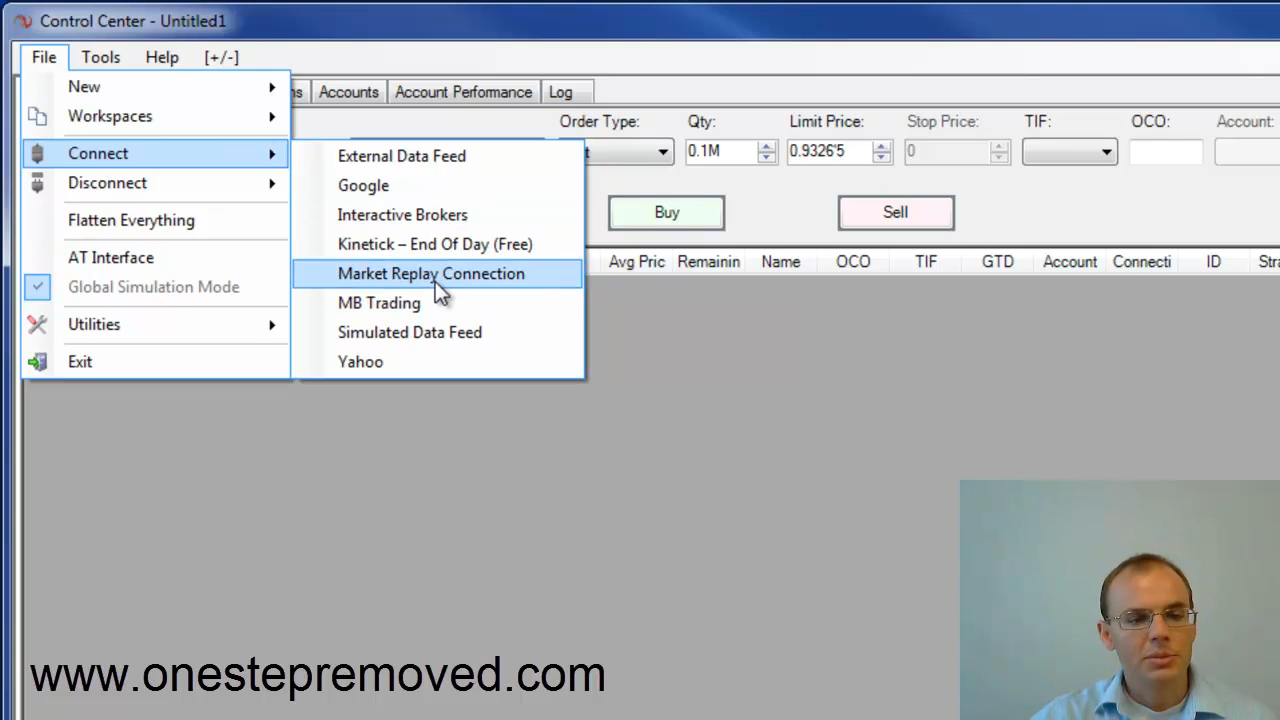 Control Center - Untitled1
File Tools Help [+/-]
Accounts Account Performance Log
New
Workspaces
Connect
Disconnect
Flatten Everything
AT Interface
Global Simulation Mode
Utilities
Exit
External Data Feed
Google
Interactive Brokers
Kinetick – End Of Day (Free)
Market Replay Connection
MB Trading
Simulated Data Feed
Yahoo
Order Type: Qty: Limit Price: Stop Price: TIF: OCO: Account:
0.1M 0.9326'5 0
Buy Sell
Avg Pric Remainin Name OCO TIF GTD Account Connecti ID Stra
www.onestepremoved.com